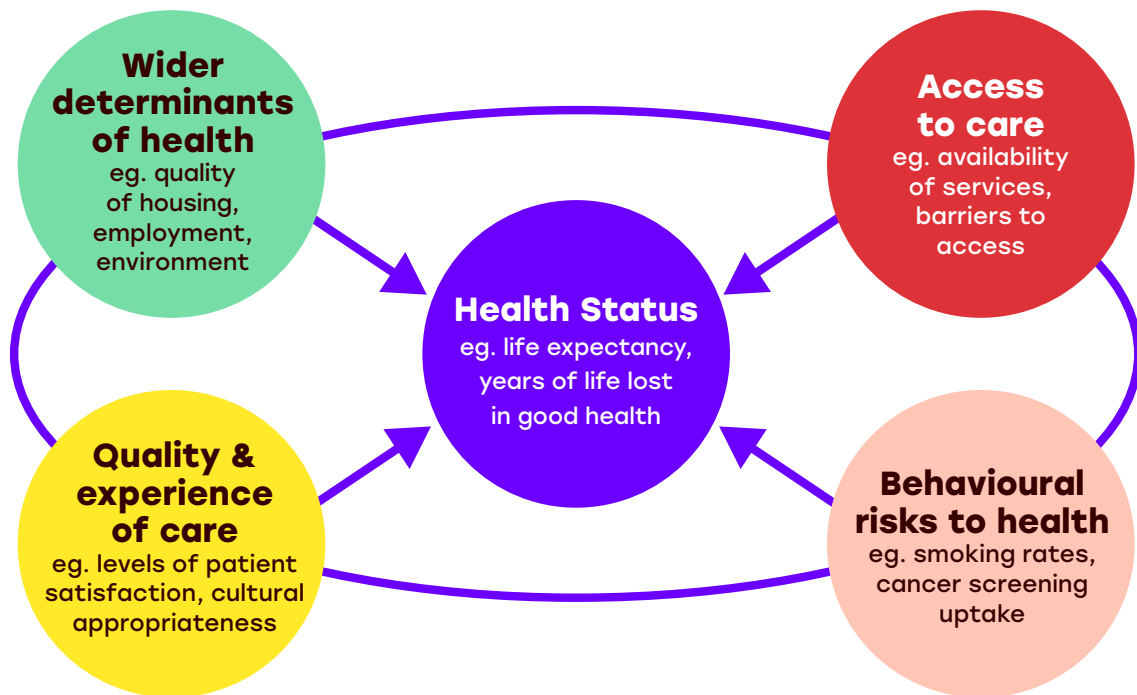 Wider
determinants
of health
eg. quality
of housing,
employment,
environment
Access
to care
eg. availability
of services,
barriers to
access
Health Status
eg. life expectancy,
years of life lost
in good health
Quality &
experience
of care
eg. levels of patient
satisfaction, cultural
appropriateness
Behavioural
risks to health
eg. smoking rates,
cancer screening
uptake